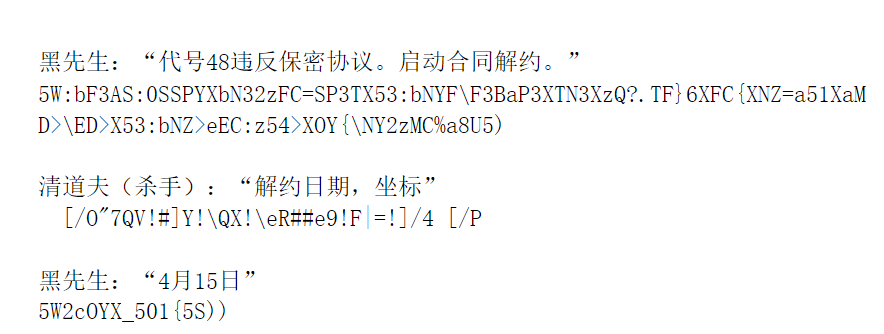 黑先生：“代号48违反保密协议。启动合同解约。”
5W:bF3AS:OSSPYXbN32zFC=SP3TX53:bNYF\F3BaP3XTN3XzQ?.TF}6XFC{XNZ=a51XaM
D>\ED>X53:bNZ>eEC:z54>XOY{\NY2zMC%a8U5)
清道夫（杀手）：“解约日期，坐标”
[/O"7QV!#]Y!\QX!\eR##e9!F|=!]/4 [/P
黑先生：“4月15日”
5W2cOYX_501{5S))